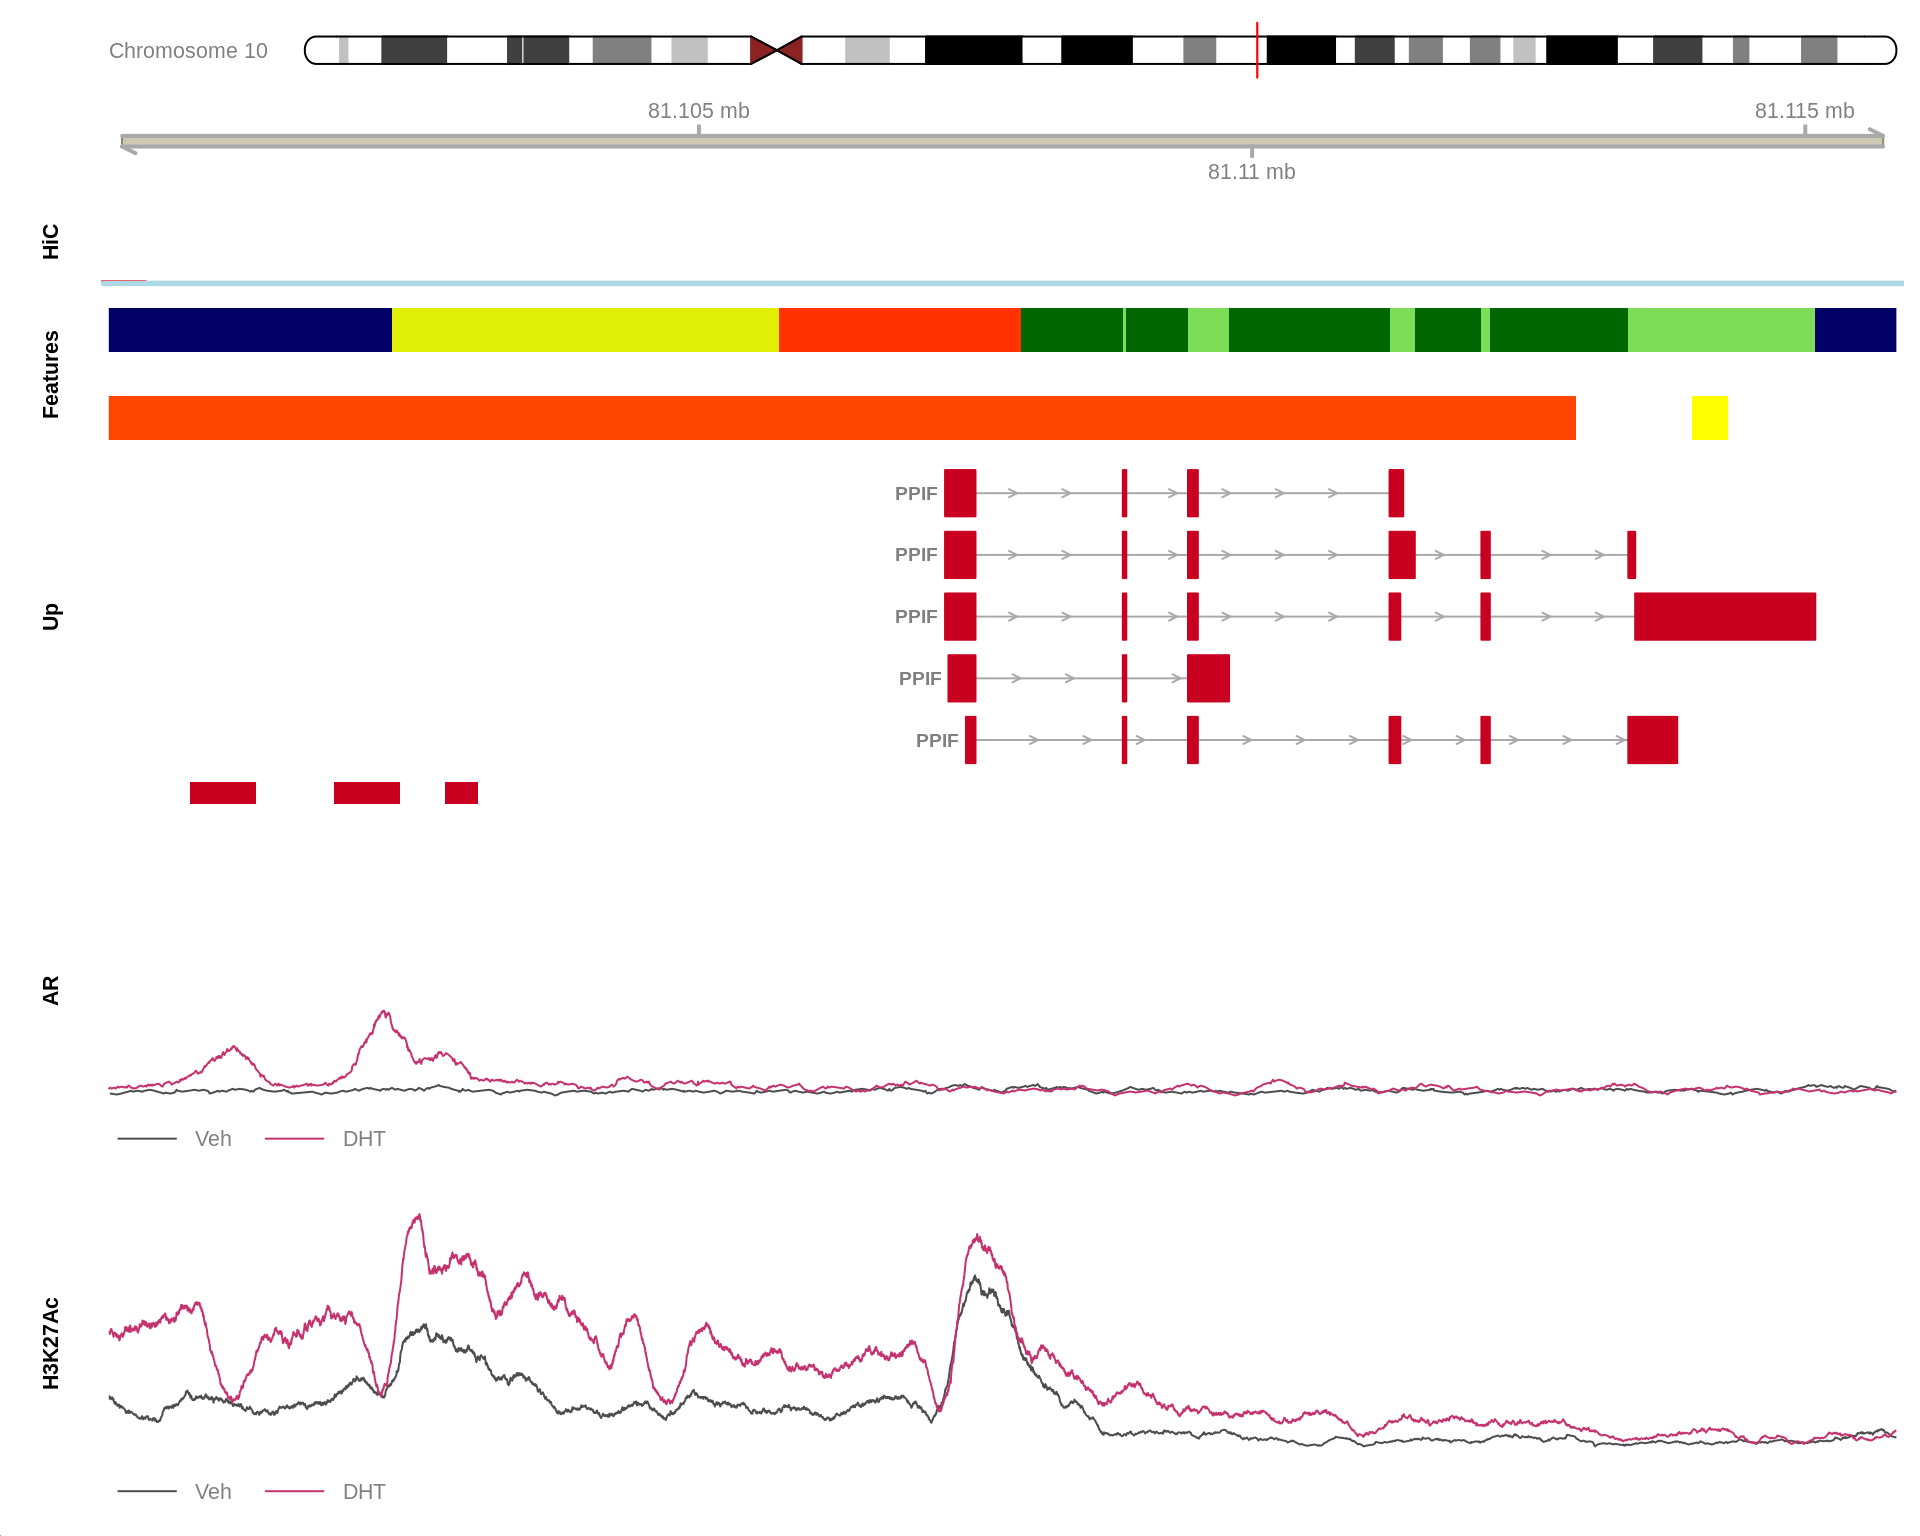 Chromosome 10
81.105 mb
81.115 mb
81.11 mb
HiC
Features
Up
PPIF
PPIF
PPIF
PPIF
PPIF
AR
Veh DHT
H3K27Ac
Veh DHT